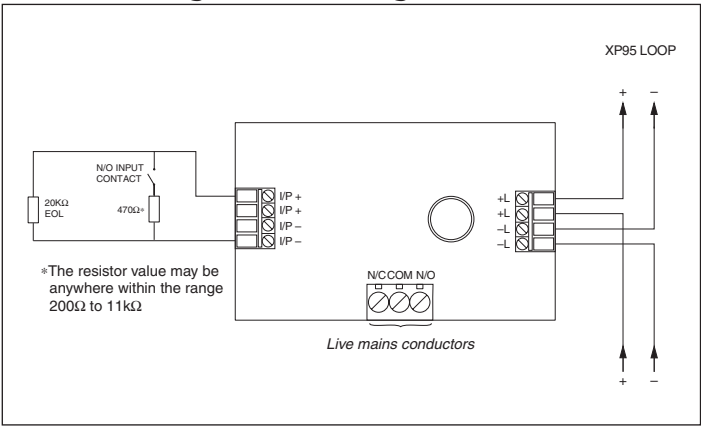 XP95 LOOP
+ –
N/O INPUT
CONTACT
20KΩ
EOL
470Ω*
I/P +
I/P +
I/P –
I/P –
+L
+L
–L
–L
*The resistor value may be
anywhere within the range
200Ω to 11kΩ
N/C COM N/O
Live mains conductors
+ –